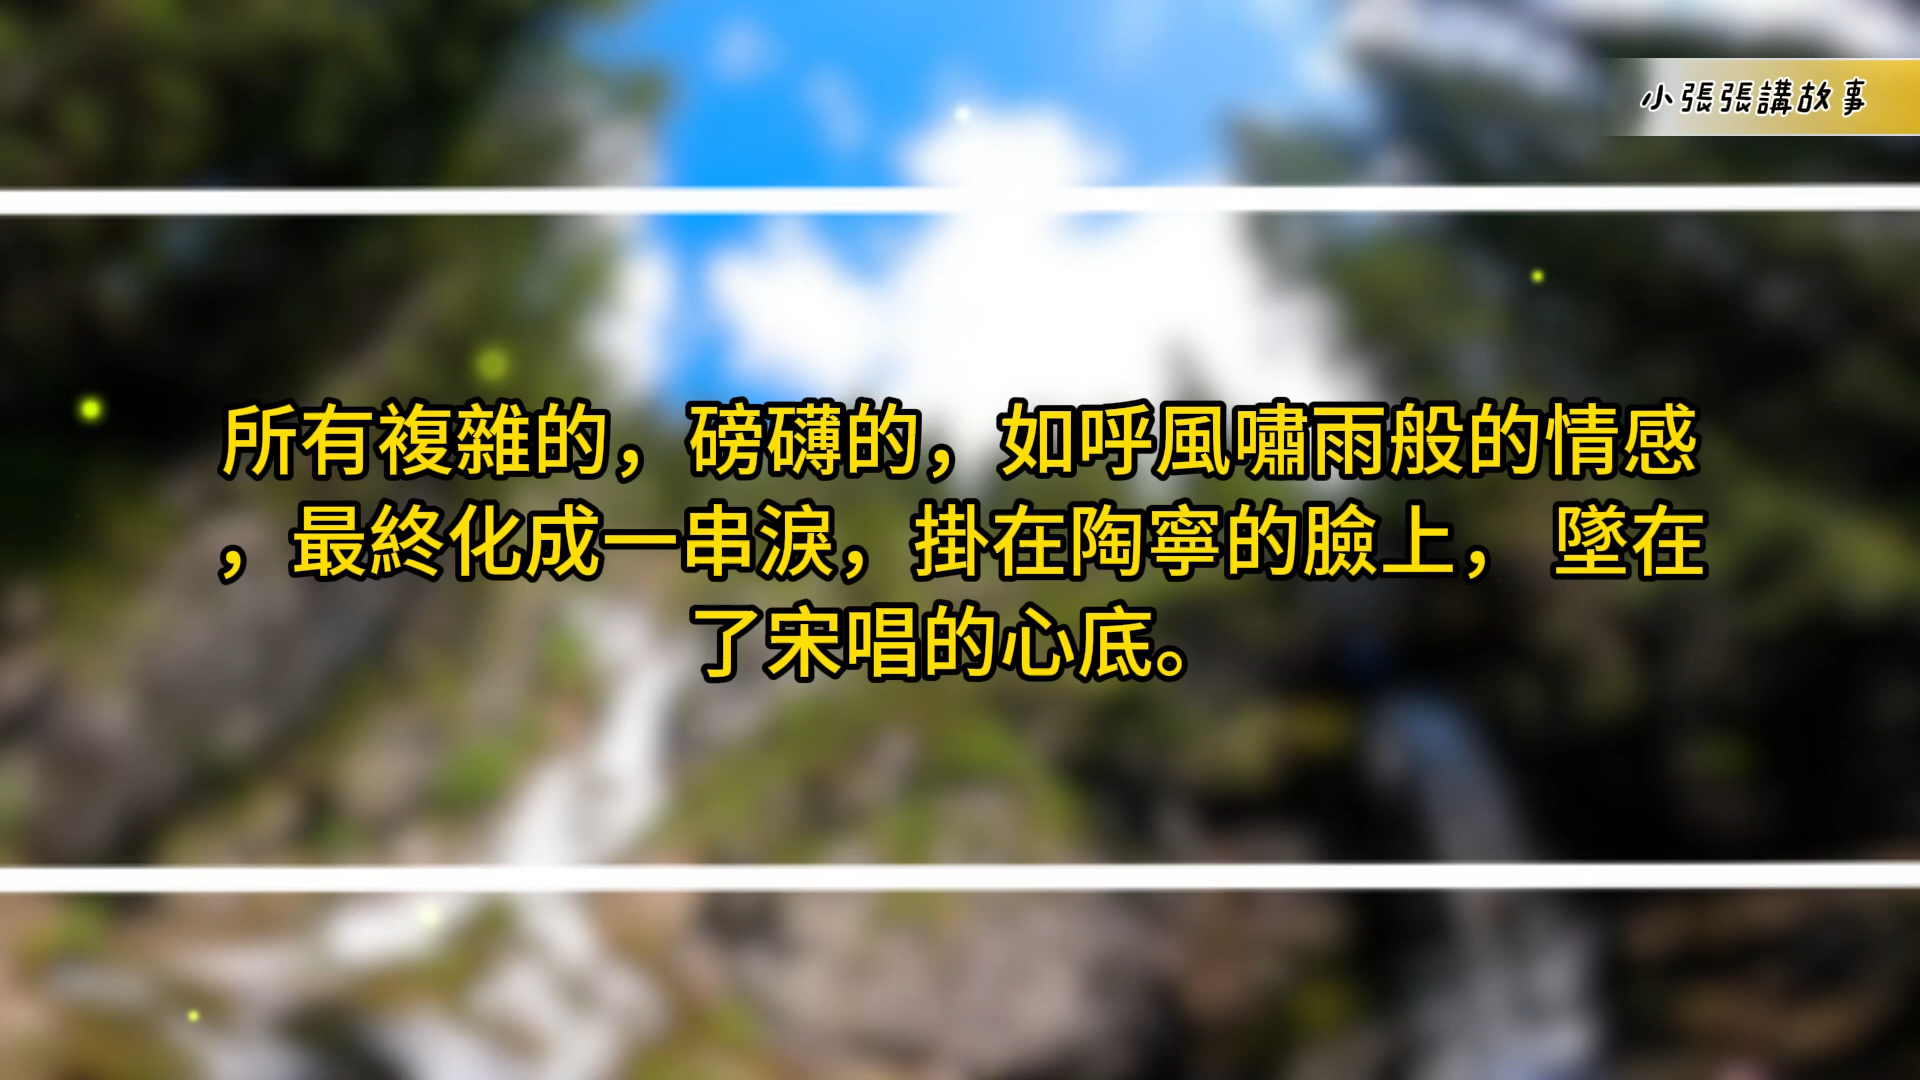 小張張講故事
所有複雜的，磅礴的，如呼風嘯雨般的情感
，最終化成一串淚，掛在陶寧的臉上， 墜在
了宋唱的心底。